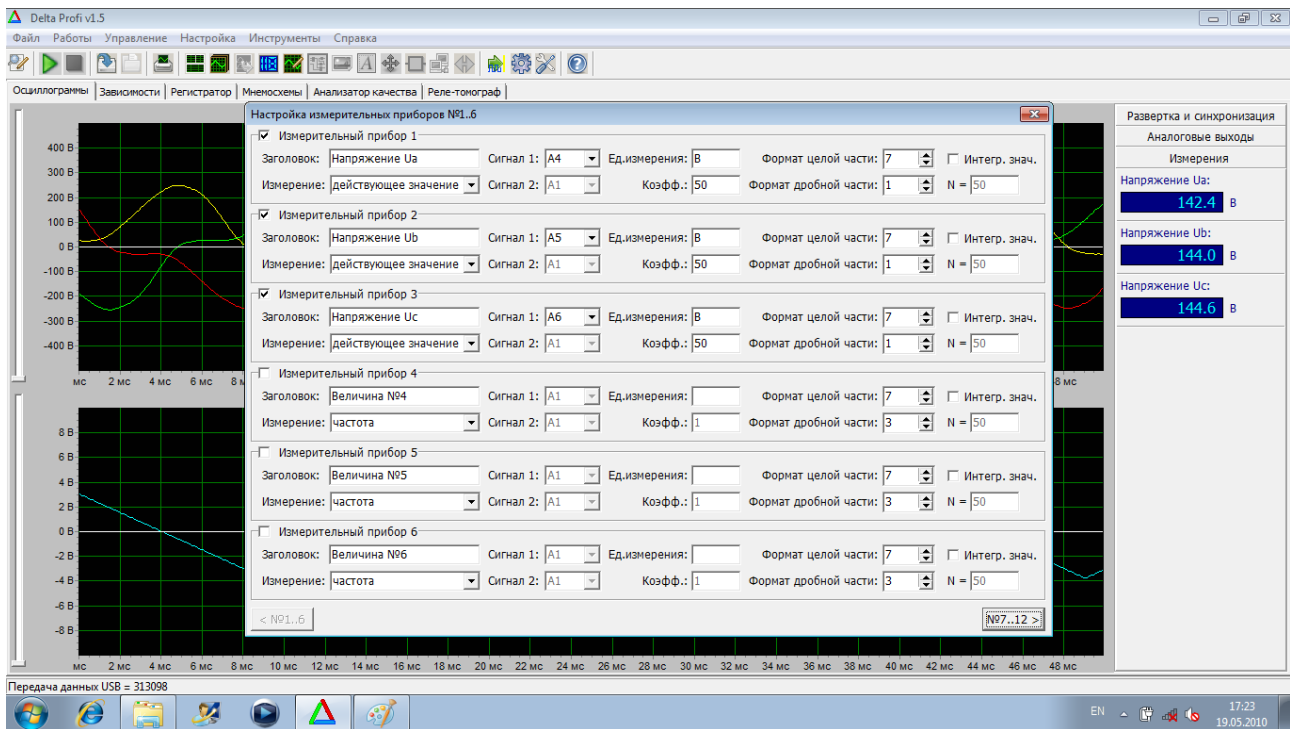 Delta Profi v1.5
Файл Работы Управление Настройка Инструменты Справка
Осциллограммы Зависимости Регистратор Мнемосхемы Анализатор качества Реле-томограф
400 В
300 В
200 В
100 В
0 В
-100 В
-200 В
-300 В
-400 В
мс 2 мс 4 мс 6 мс 8 м
8 мс
8 В
6 В
4 В
2 В
0 В
-2 В
-4 В
-6 В
-8 В
мс 2 мс 4 мс 6 мс 8 мс 10 мс 12 мс 14 мс 16 мс 18 мс 20 мс 22 мс 24 мс 26 мс 28 мс 30 мс 32 мс 34 мс 36 мс 38 мс 40 мс 42 мс 44 мс 46 мс 48 мс
Настройка измерительных приборов №1..6
Измерительный прибор 1
Заголовок: Напряжение Ua Сигнал 1: A4 Ед.измерения: В Формат целой части: 7 Интегр. знач.
Измерение: действующее значение Сигнал 2: A1 Коэфф.: 50 Формат дробной части: 1 N = 50
Измерительный прибор 2
Заголовок: Напряжение Ub Сигнал 1: A5 Ед.измерения: В Формат целой части: 7 Интегр. знач.
Измерение: действующее значение Сигнал 2: A1 Коэфф.: 50 Формат дробной части: 1 N = 50
Измерительный прибор 3
Заголовок: Напряжение Uc Сигнал 1: A6 Ед.измерения: В Формат целой части: 7 Интегр. знач.
Измерение: действующее значение Сигнал 2: A1 Коэфф.: 50 Формат дробной части: 1 N = 50
Измерительный прибор 4
Заголовок: Величина №4 Сигнал 1: A1 Ед.измерения: Формат целой части: 7 Интегр. знач.
Измерение: частота Сигнал 2: A1 Коэфф.: 1 Формат дробной части: 3 N = 50
Измерительный прибор 5
Заголовок: Величина №5 Сигнал 1: A1 Ед.измерения: Формат целой части: 7 Интегр. знач.
Измерение: частота Сигнал 2: A1 Коэфф.: 1 Формат дробной части: 3 N = 50
Измерительный прибор 6
Заголовок: Величина №6 Сигнал 1: A1 Ед.измерения: Формат целой части: 7 Интегр. знач.
Измерение: частота Сигнал 2: A1 Коэфф.: 1 Формат дробной части: 3 N = 50
< №1..6 №7..12 >
Развертка и синхронизация
Аналоговые выходы
Измерения
Напряжение Ua:
142.4 В
Напряжение Ub:
144.0 В
Напряжение Uc:
144.6 В
Передача данных USB = 313098
EN 17:23
19.05.2010